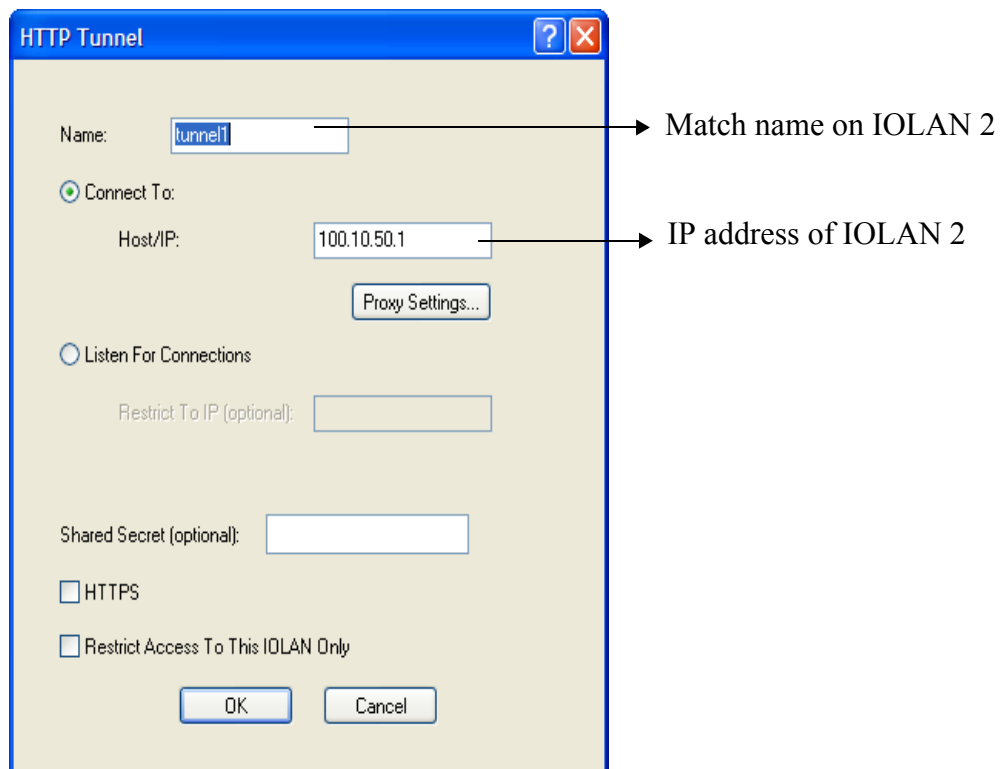 HTTP Tunnel
Name: tunnel1 Match name on IOLAN 2
Connect To:
Host/IP: 100.10.50.1 IP address of IOLAN 2
Proxy Settings...
Listen For Connections
Restrict To IP (optional):
Shared Secret (optional):
HTTPS
Restrict Access To This IOLAN Only
OK Cancel